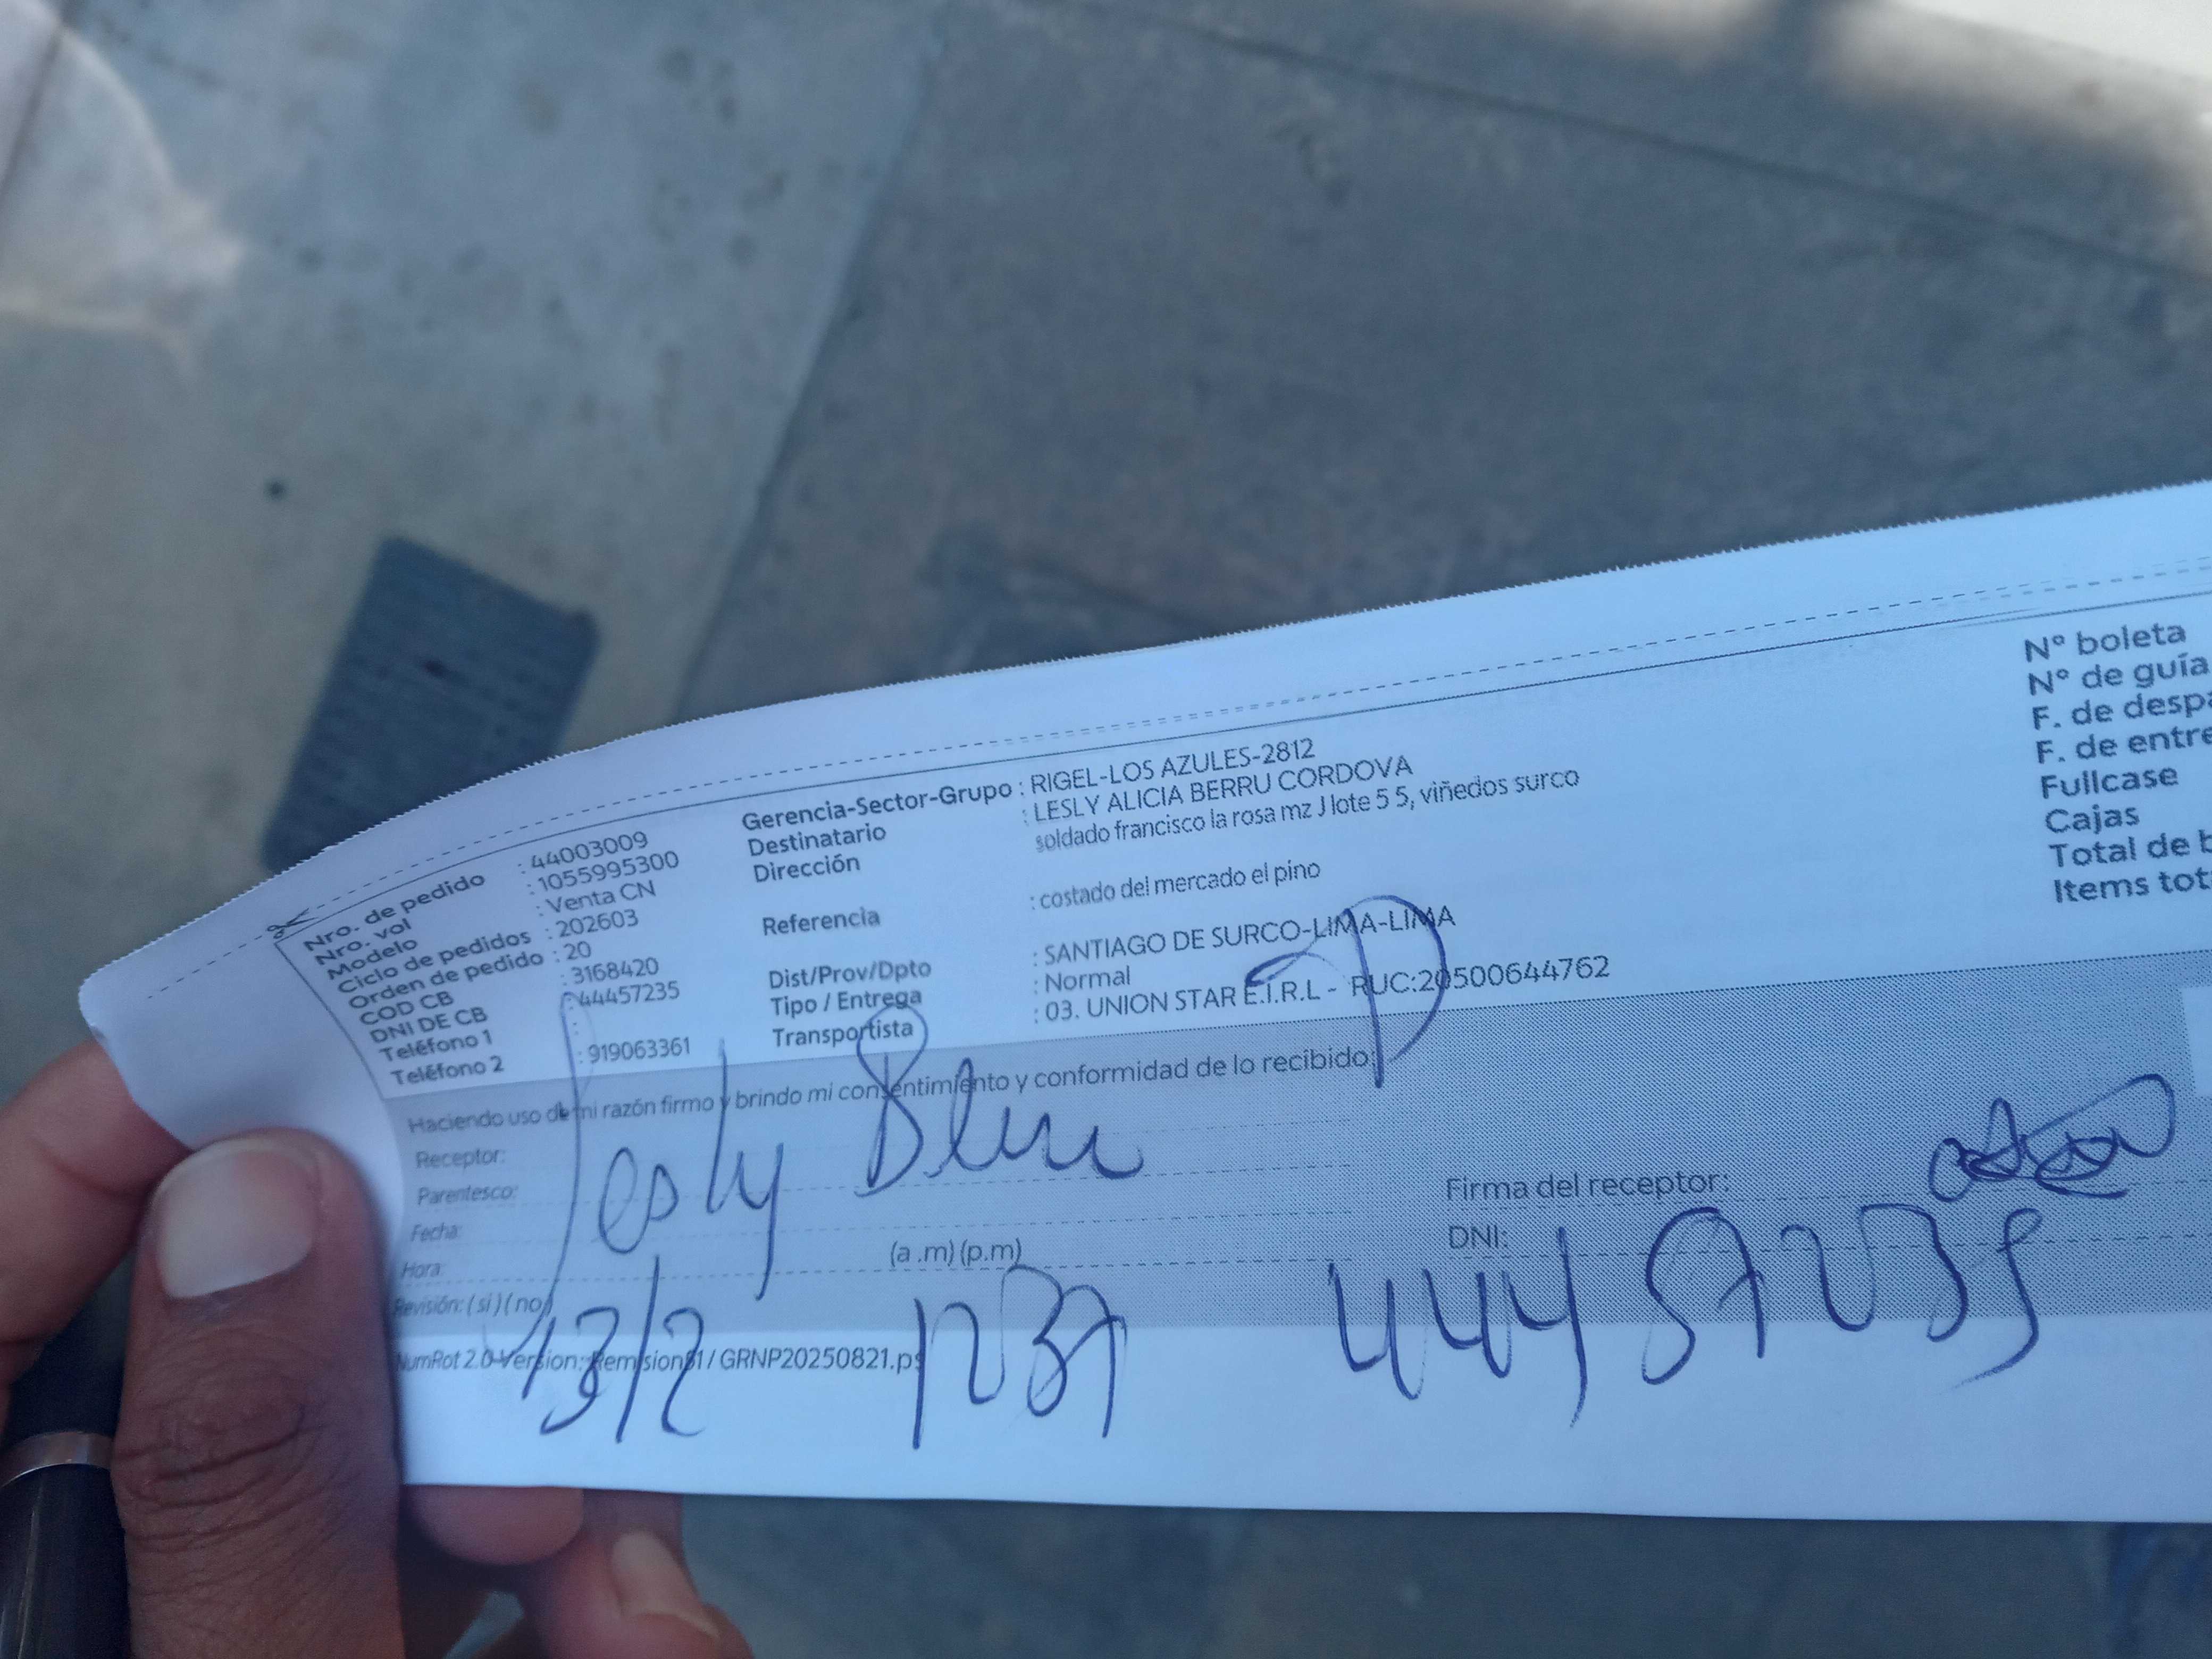 Nro. de pedido : 44003009
Nro. vol : 1055995300
Modelo : Venta CN
Ciclo de pedidos : 202603
Orden de pedido : 20
COD CB : 3168420
DNI DE CB : 44457235
Teléfono 1 :
Teléfono 2 : 919063361
Gerencia-Sector-Grupo : RIGEL-LOS AZULES-2812
Destinatario : LESLY ALICIA BERRU CORDOVA
Dirección soldado francisco la rosa mz J lote 5 5, viñedos surco
Referencia : costado del mercado el pino
Dist/Prov/Dpto : SANTIAGO DE SURCO-LIMA-LIMA
Tipo / Entrega : Normal
Transportista : 03. UNION STAR E.I.R.L - RUC:20500644762
Nº boleta
Nº de guía
F. de despa
F. de entre
Fullcase
Cajas
Total de b
Items tot
Haciendo uso de mi razón firmo y brindo mi consentimiento y conformidad de lo recibido:
Receptor:
Parentesco:
Lesly
Fecha:
Hora: (a .m) (p.m)
Revisión: ( si ) ( no )
Firma del receptor:
DNI:
13/2 1237 44457235
NumRot 2.0 Version: Remision81 / GRNP20250821.ps